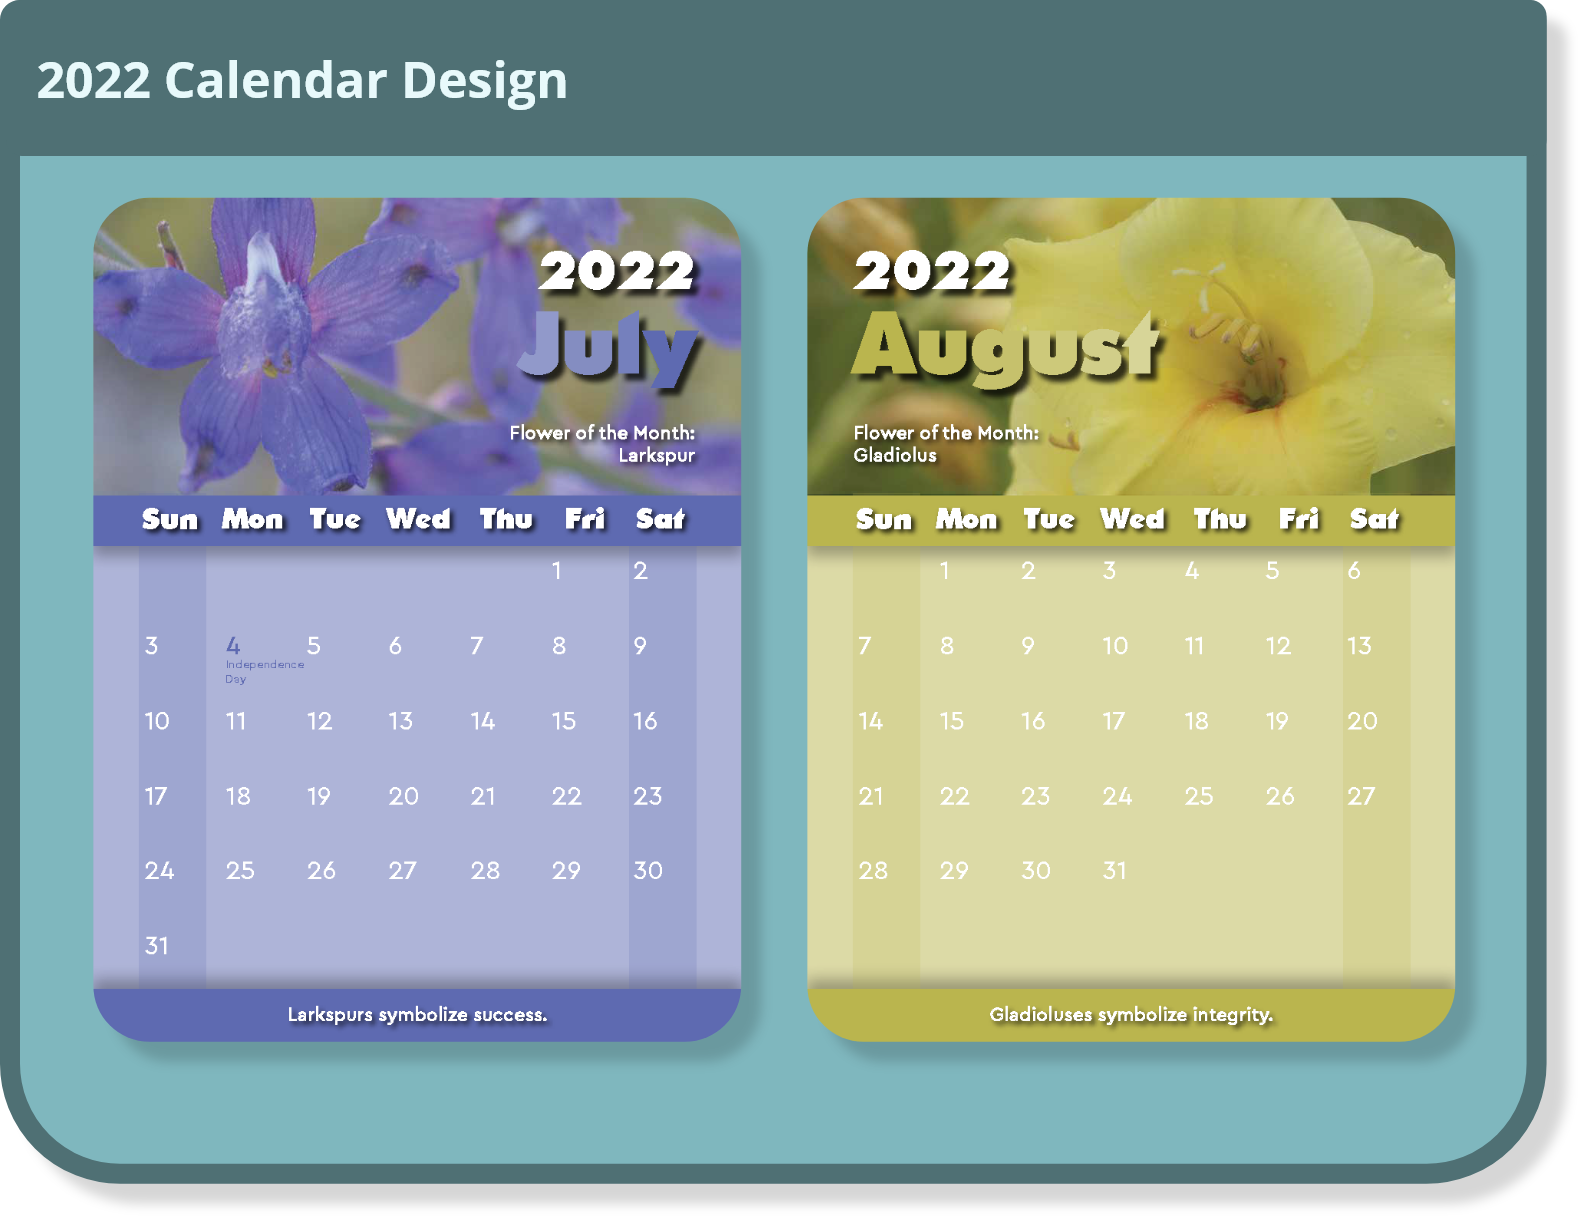 2022 Calendar Design
2022
July
Flower of the Month:
Larkspur
Sun Mon Tue Wed Thu Fri Sat
1 2
3 4 5 6 7 8 9
Independence
Day
10 11 12 13 14 15 16
17 18 19 20 21 22 23
24 25 26 27 28 29 30
31
Larkspurs symbolize success.
2022
August
Flower of the Month:
Gladiolus
Sun Mon Tue Wed Thu Fri Sat
1 2 3 4 5 6
7 8 9 10 11 12 13
14 15 16 17 18 19 20
21 22 23 24 25 26 27
28 29 30 31
Gladioluses symbolize integrity.